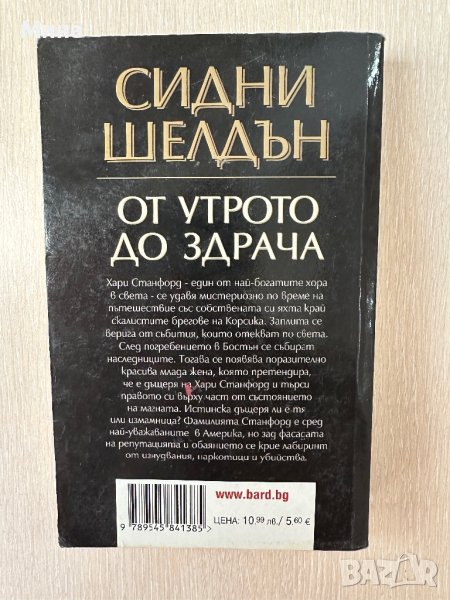 СИДНИ
ШЕЛДЪН
ОТ УТРОТО
ДО ЗДРАЧА
Хари Станфорд - един от най-богатите хора
в света - се удавя мистериозно по време на
пътешествие със собствената си яхта край
скалистите брегове на Корсика. Заплита се
верига от събития, които отекват по света.
След погребението в Бостън се събират
наследниците. Тогава се появява поразително
красива млада жена, която претендира,
че е дъщеря на Хари Станфорд и търси
правото си върху част от състоянието
на магната. Истинска дъщеря ли е тя
или измамница? Фамилията Станфорд е сред
най-уважаваните в Америка, но зад фасадата
на репутацията и обаянието се крие лабиринт
от изнудвания, наркотици и убийства.
www.bard.bg
ЦЕНА: 10.99 лв./ 5.60 €
9 789545 841385 >
BAZAR